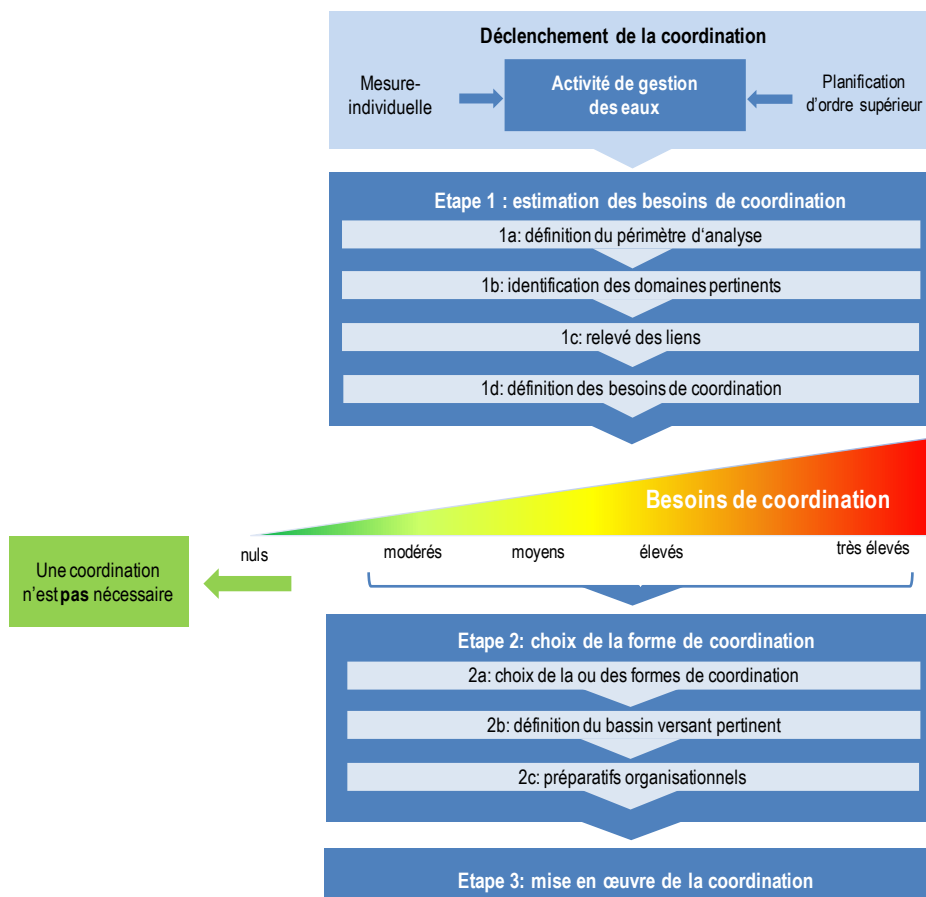 Déclenchement de la coordination
Mesure-
individuelle
Activité de gestion
des eaux
Planification
d'ordre supérieur
Etape 1 : estimation des besoins de coordination
1a: définition du périmètre d'analyse
1b: identification des domaines pertinents
1c: relevé des liens
1d: définition des besoins de coordination
Besoins de coordination
nuls
modérés
moyens
élevés
très élevés
Une coordination
n'est pas nécessaire
Etape 2: choix de la forme de coordination
2a: choix de la ou des formes de coordination
2b: définition du bassin versant pertinent
2c: préparatifs organisationnels
Etape 3: mise en œuvre de la coordination